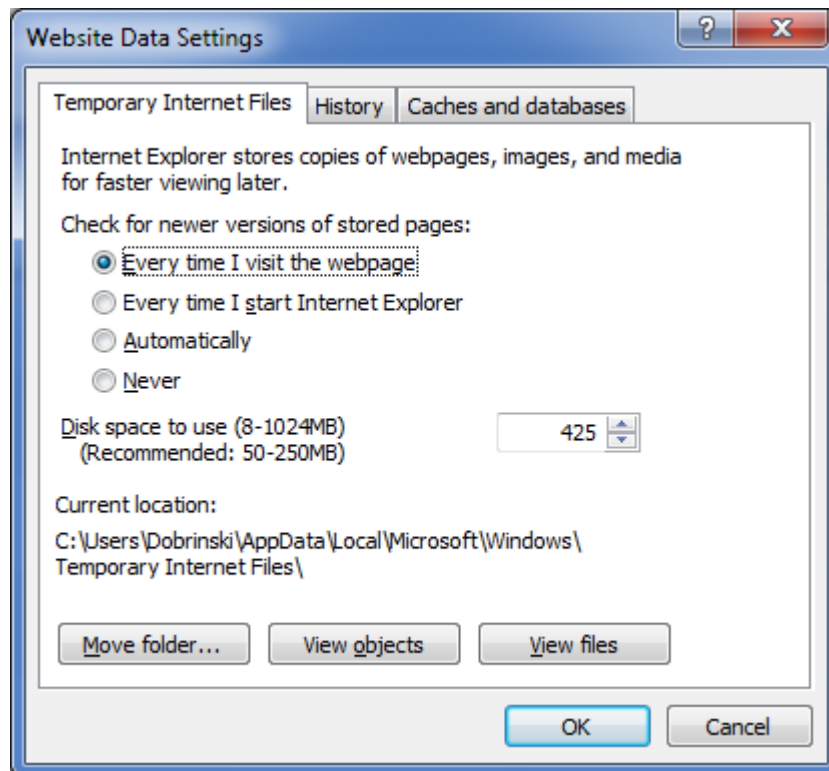 Website Data Settings
?
X
Temporary Internet Files
History
Caches and databases
Internet Explorer stores copies of webpages, images, and media
for faster viewing later.
Check for newer versions of stored pages:
Every time I visit the webpage
Every time I start Internet Explorer
Automatically
Never
Disk space to use (8-1024MB)
(Recommended: 50-250MB)
425
Current location:
C:\Users\Dobrinski\AppData\Local\Microsoft\Windows\
Temporary Internet Files\
Move folder...
View objects
View files
OK
Cancel